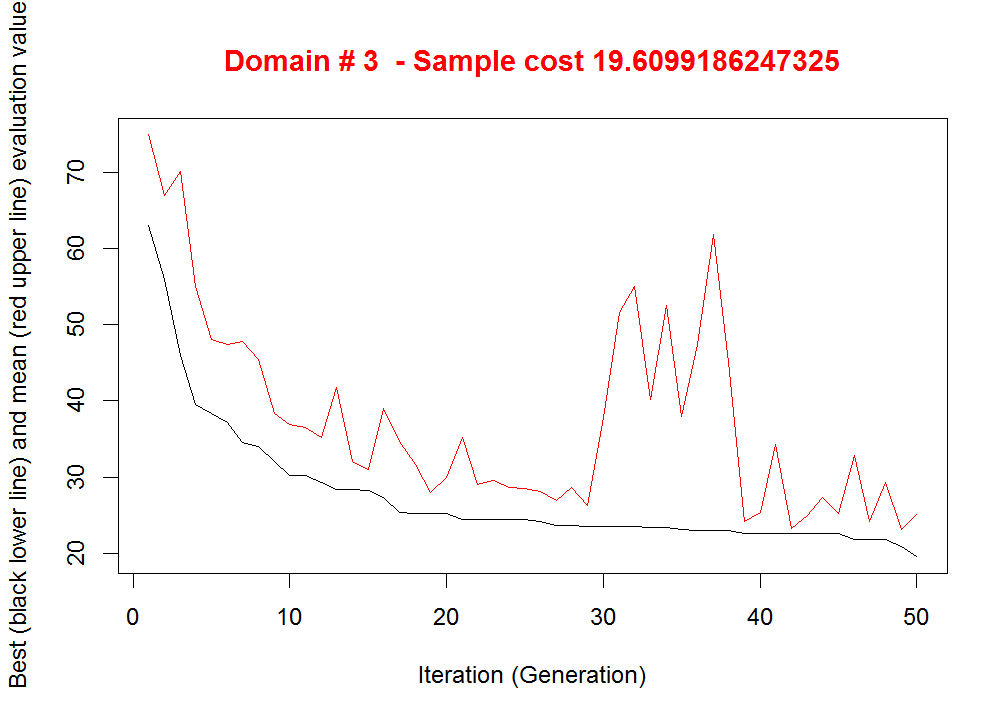 Domain # 3  - Sample cost 19.6099186247325
Best (black lower line) and mean (red upper line) evaluation value
70
60
50
40
30
20
0 10 20 30 40 50
Iteration (Generation)